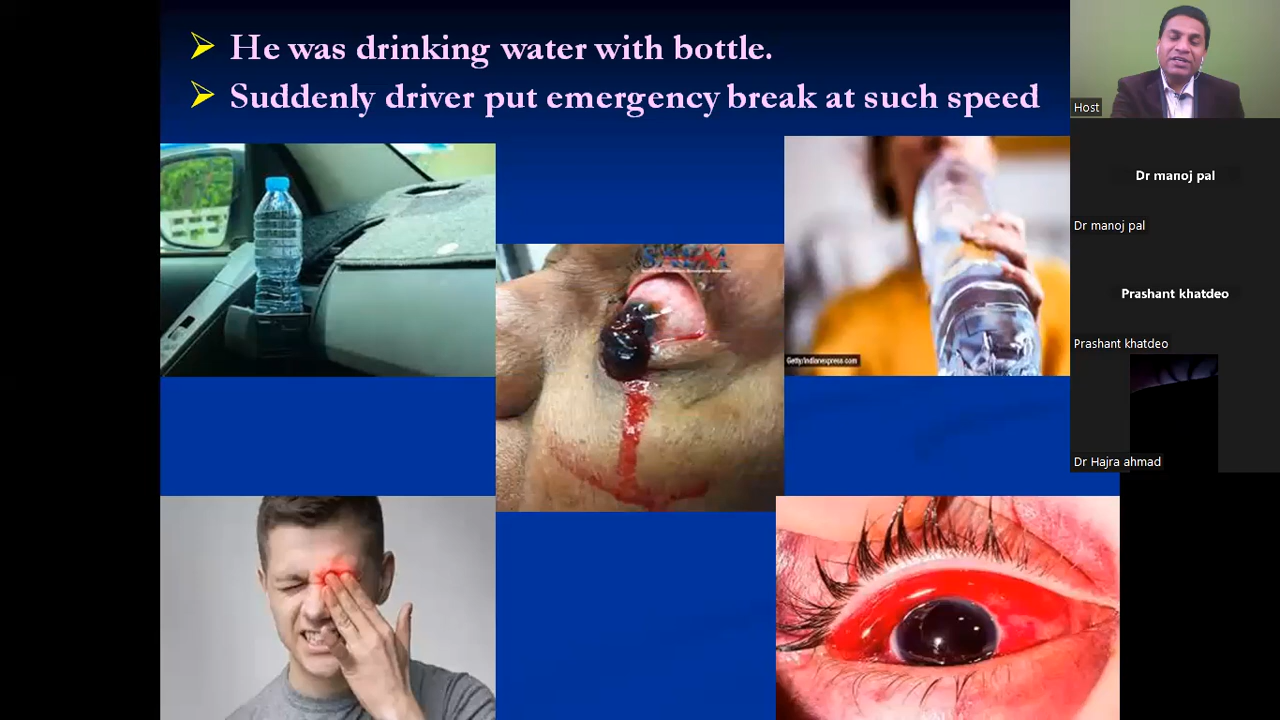 He was drinking water with bottle.
Suddenly driver put emergency break at such speed
Host
Dr manoj pal
Dr manoj pal
Prashant khatdeo
Prashant khatdeo
Dr Hajra ahmad
Getty/indianexpress.com